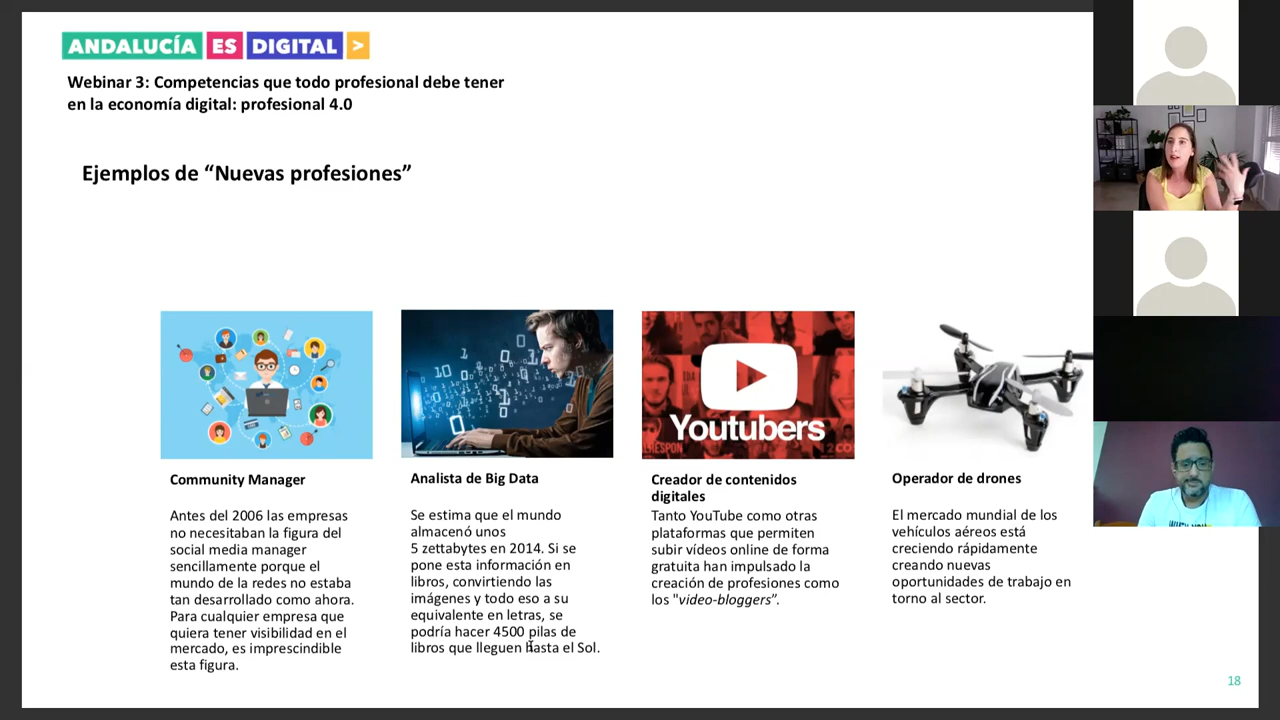 ANDALUCÍA ES DIGITAL >
Webinar 3: Competencias que todo profesional debe tener
en la economía digital: profesional 4.0
Ejemplos de “Nuevas profesiones”
Youtubers
Community Manager
Antes del 2006 las empresas
no necesitaban la figura del
social media manager
sencillamente porque el
mundo de la redes no estaba
tan desarrollado como ahora.
Para cualquier empresa que
quiera tener visibilidad en el
mercado, es imprescindible
esta figura.
Analista de Big Data
Se estima que el mundo
almacenó unos
5 zettabytes en 2014. Si se
pone esta información en
libros, convirtiendo las
imágenes y todo eso a su
equivalente en letras, se
podría hacer 4500 pilas de
libros que lleguen hasta el Sol.
Creador de contenidos
digitales
Tanto YouTube como otras
plataformas que permiten
subir vídeos online de forma
gratuita han impulsado la
creación de profesiones como
los "video-bloggers”.
Operador de drones
El mercado mundial de los
vehículos aéreos está
creciendo rápidamente
creando nuevas
oportunidades de trabajo en
torno al sector.
18